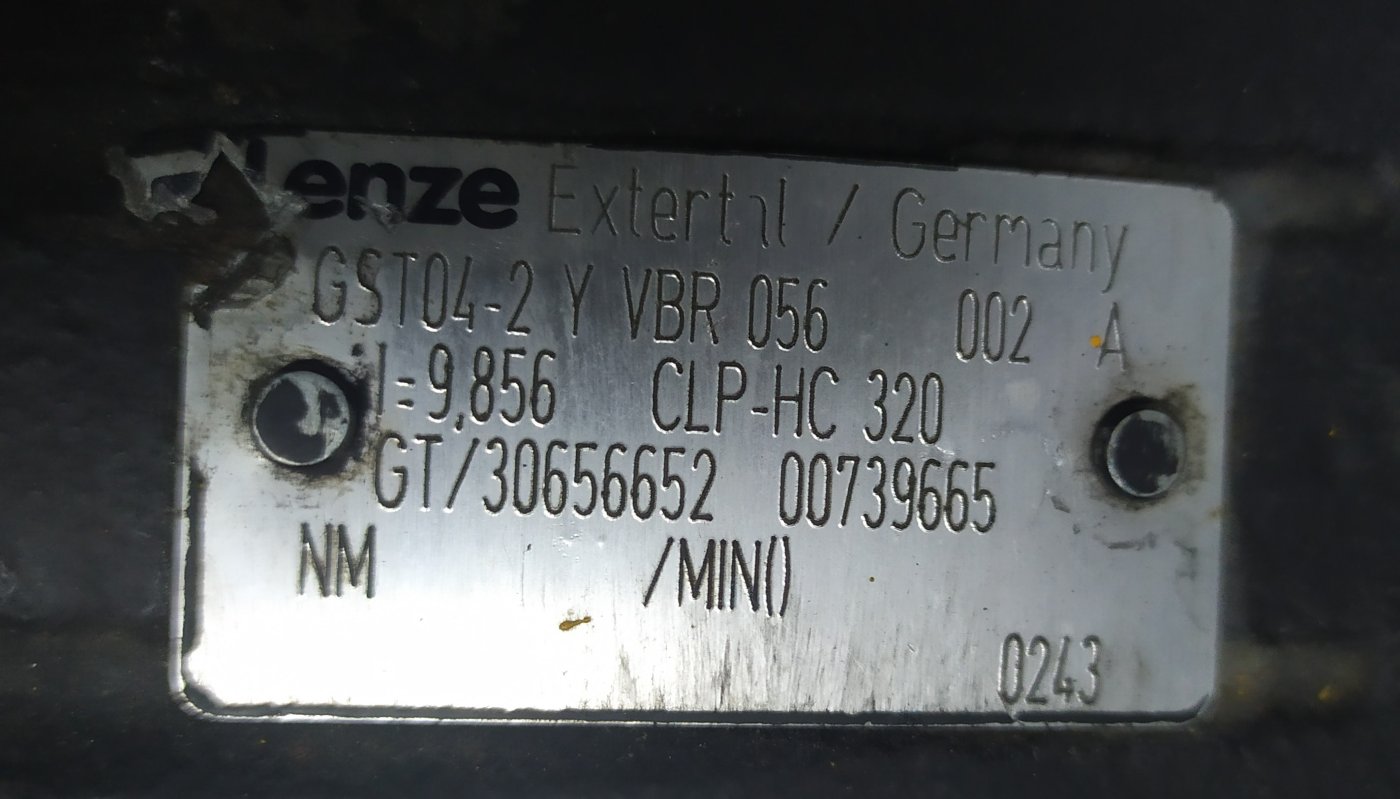 Lenze Extertal / Germany
GST04-2 Y VBR 056 002 A
I=9,856 CLP-HC 320
GT/30656652 00739665
NM /MIN()
0243